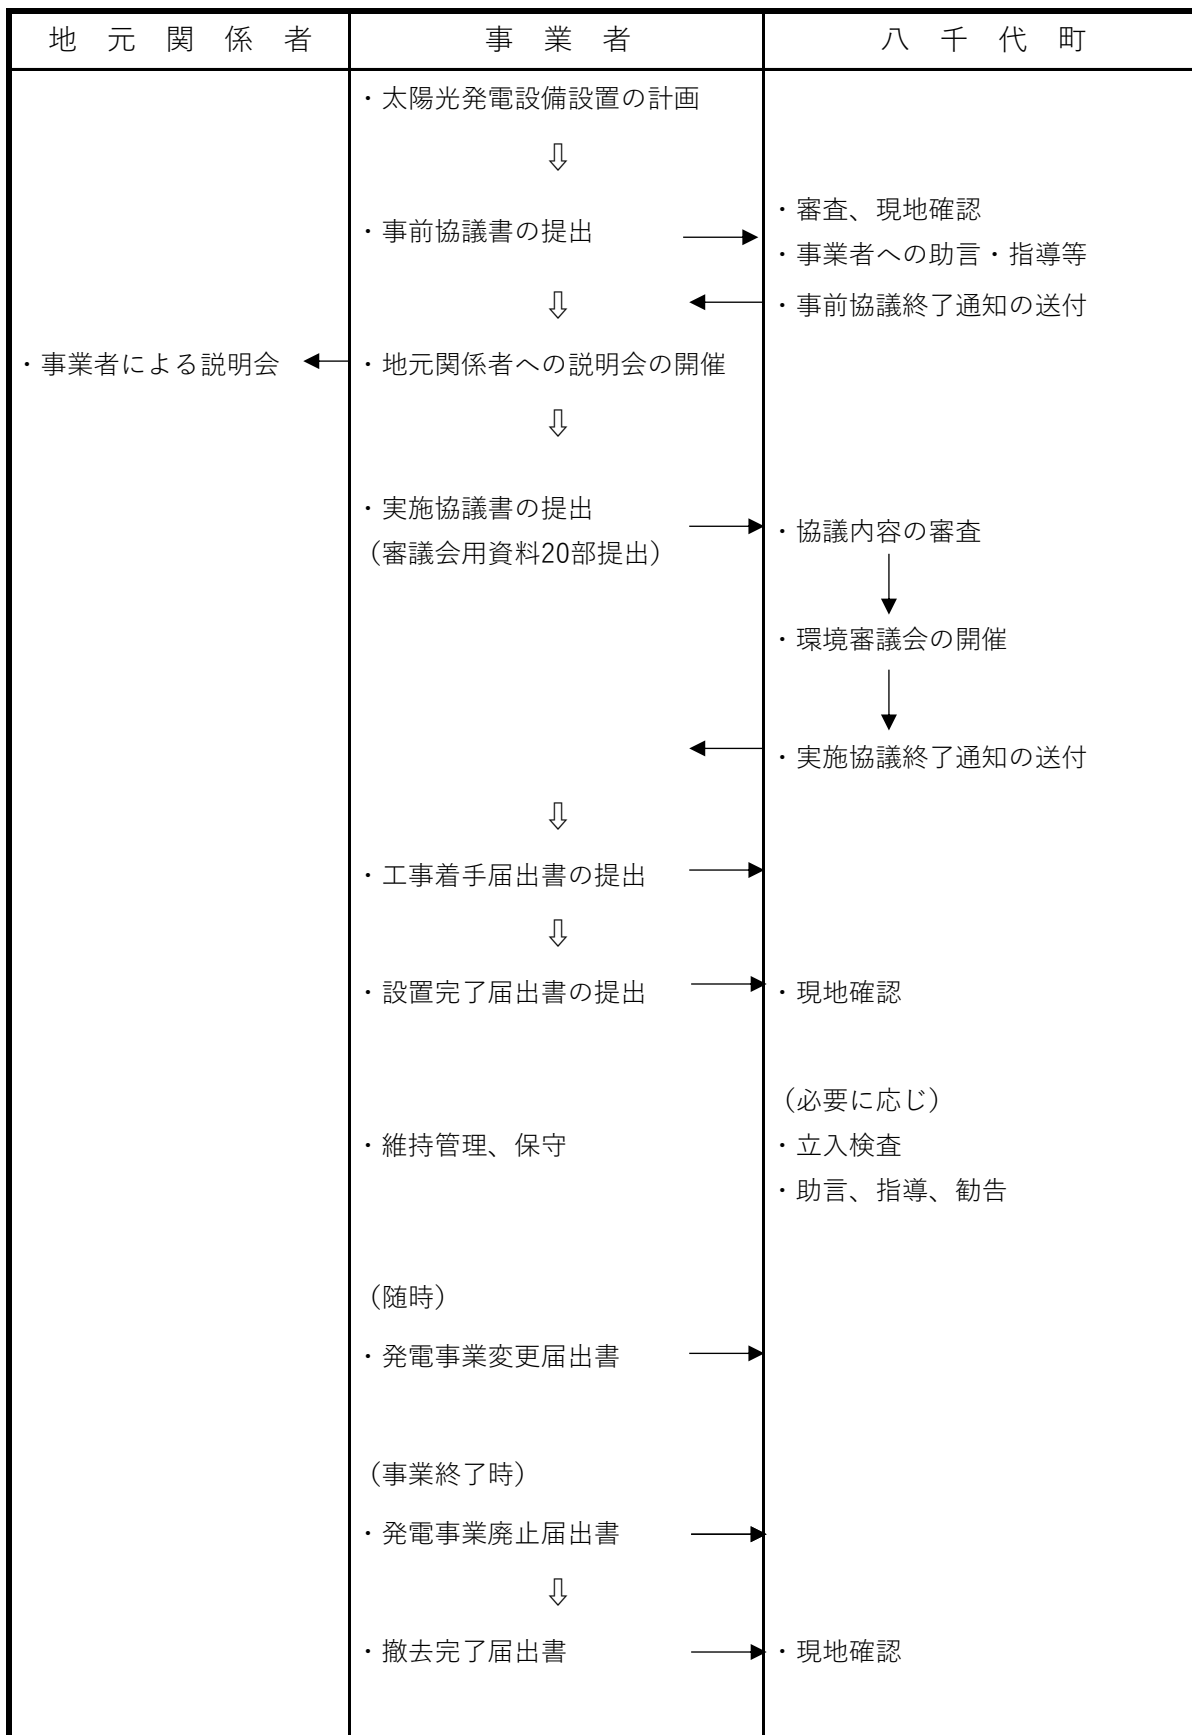 地元関係者 事業者 八千代町
・太陽光発電設備設置の計画
⇩
・審査、現地確認
・事前協議書の提出
・事業者への助言・指導等
⇩
・事前協議終了通知の送付
・事業者による説明会
・地元関係者への説明会の開催
⇩
・実施協議書の提出
（審議会用資料20部提出）
・協議内容の審査
・環境審議会の開催
・実施協議終了通知の送付
⇩
・工事着手届出書の提出
⇩
・設置完了届出書の提出
・現地確認
（必要に応じ）
・維持管理、保守
・立入検査
・助言、指導、勧告
（随時）
・発電事業変更届出書
（事業終了時）
・発電事業廃止届出書
⇩
・撤去完了届出書
・現地確認